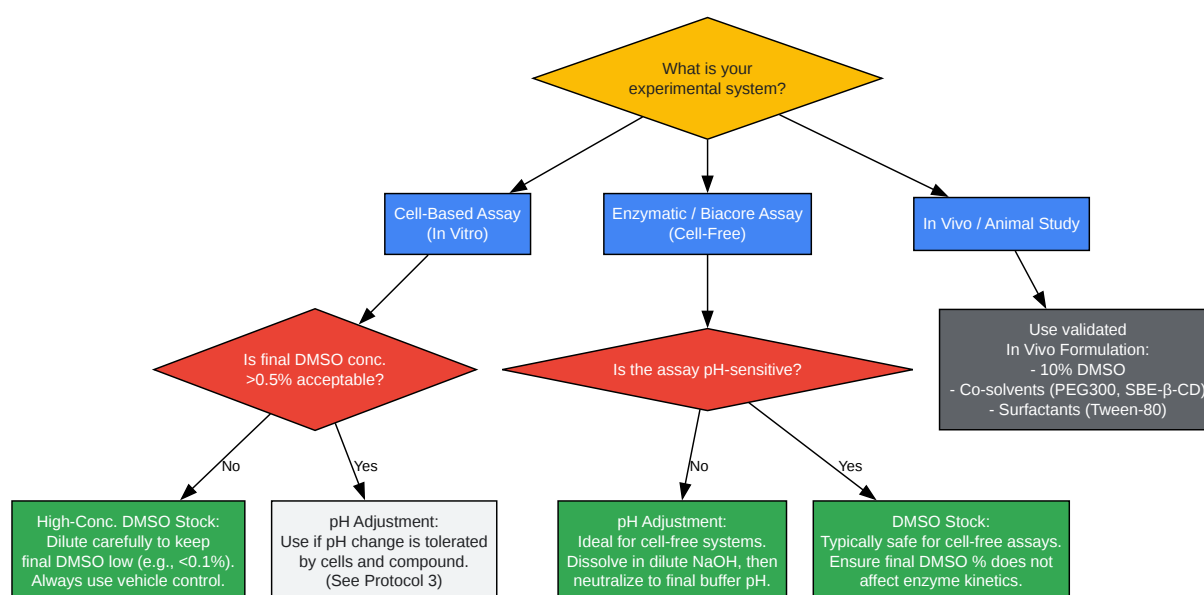 What is your
experimental system?
Cell-Based Assay
(In Vitro)
Enzymatic / Biacore Assay
(Cell-Free)
In Vivo / Animal Study
Is final DMSO conc.
>0.5% acceptable?
Is the assay pH-sensitive?
Use validated
In Vivo Formulation:
- 10% DMSO
- Co-solvents (PEG300, SBE-β-CD)
- Surfactants (Tween-80)
No
Yes
No
Yes
High-Conc. DMSO Stock:
Dilute carefully to keep
final DMSO low (e.g., <0.1%).
Always use vehicle control.
pH Adjustment:
Use if pH change is tolerated
by cells and compound.
(See Protocol 3)
pH Adjustment:
Ideal for cell-free systems.
Dissolve in dilute NaOH, then
neutralize to final buffer pH.
DMSO Stock:
Typically safe for cell-free assays.
Ensure final DMSO % does not
affect enzyme kinetics.